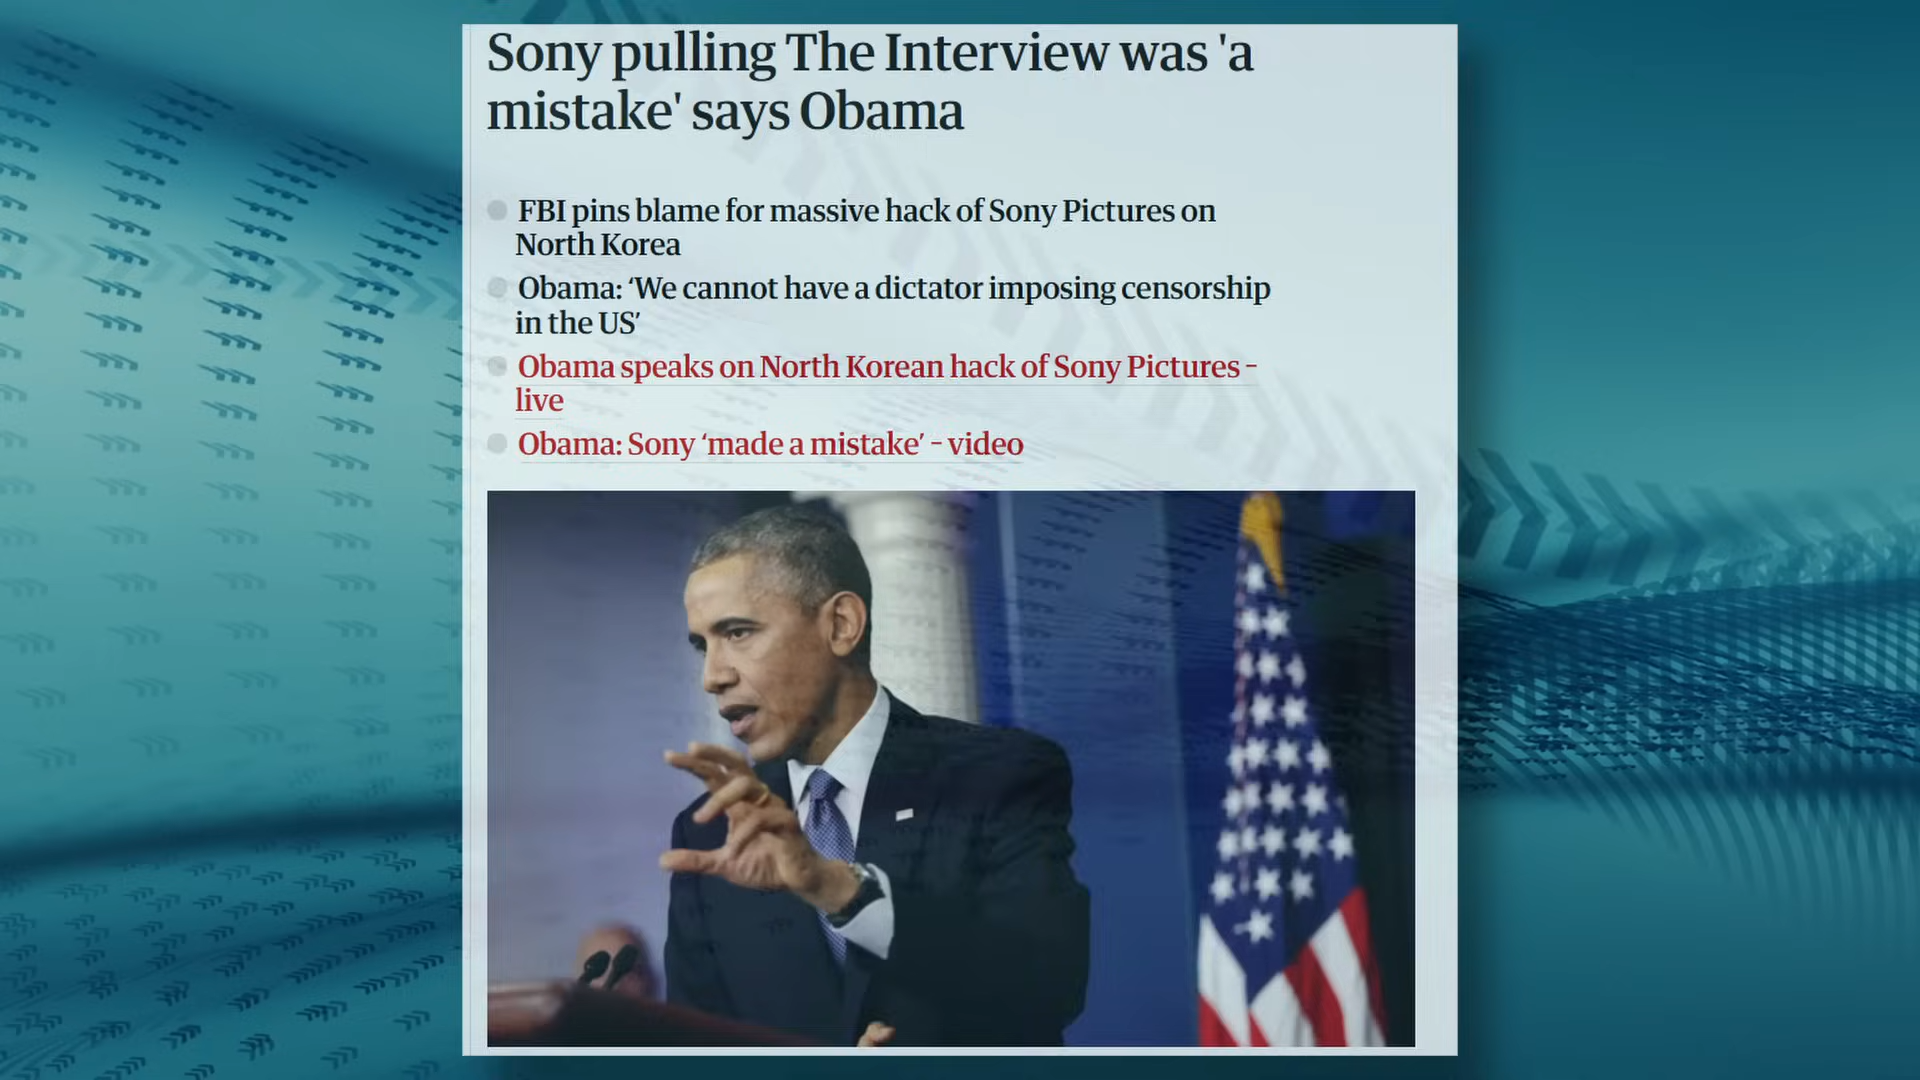 Sony pulling The Interview was 'a
mistake' says Obama
FBI pins blame for massive hack of Sony Pictures on
North Korea
Obama: ‘We cannot have a dictator imposing censorship
in the US’
Obama speaks on North Korean hack of Sony Pictures –
live
Obama: Sony ‘made a mistake’ – video